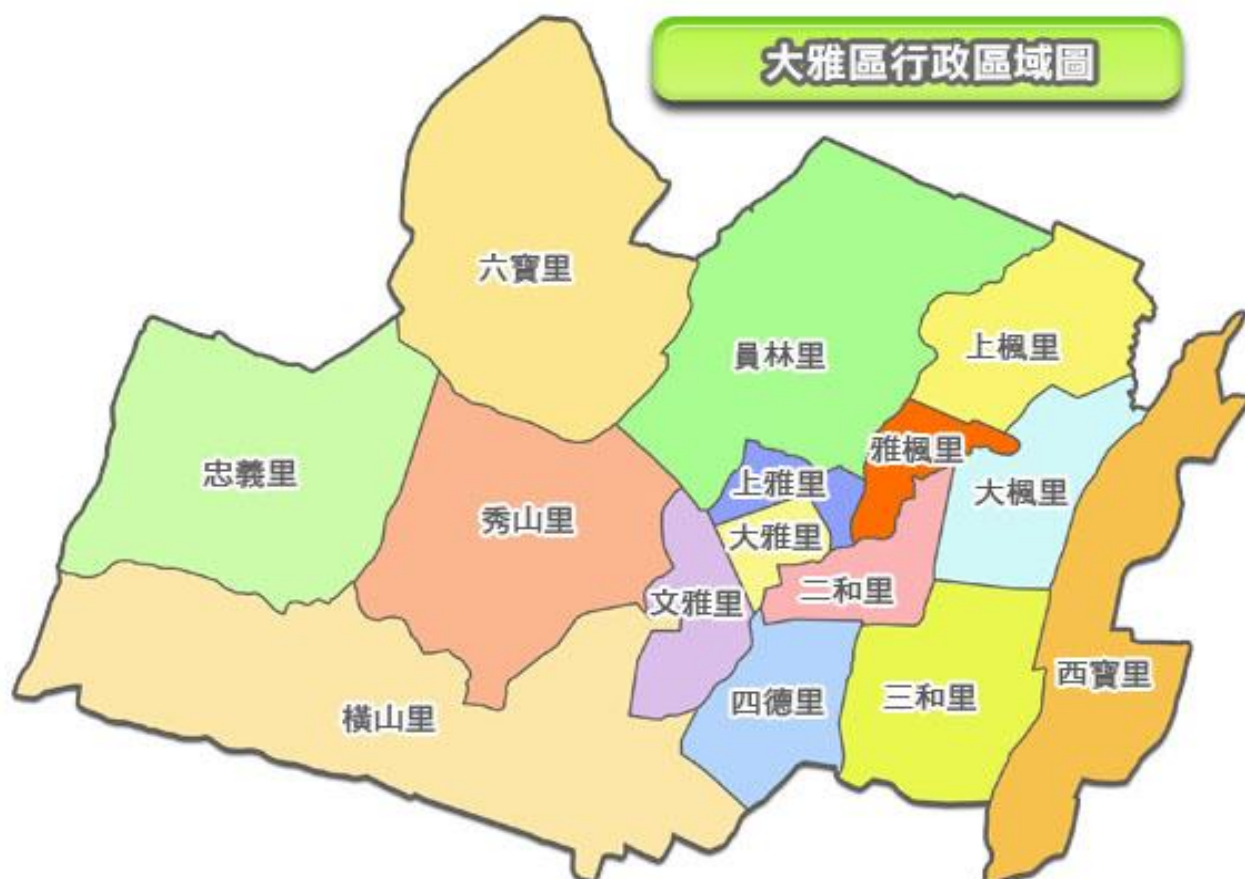 大雅區行政區域圖
六寶里
員林里
上楓里
雅楓里
忠義里
上雅里
大楓里
秀山里
大雅里
二和里
文雅里
西寶里
四德里
三和里
橫山里